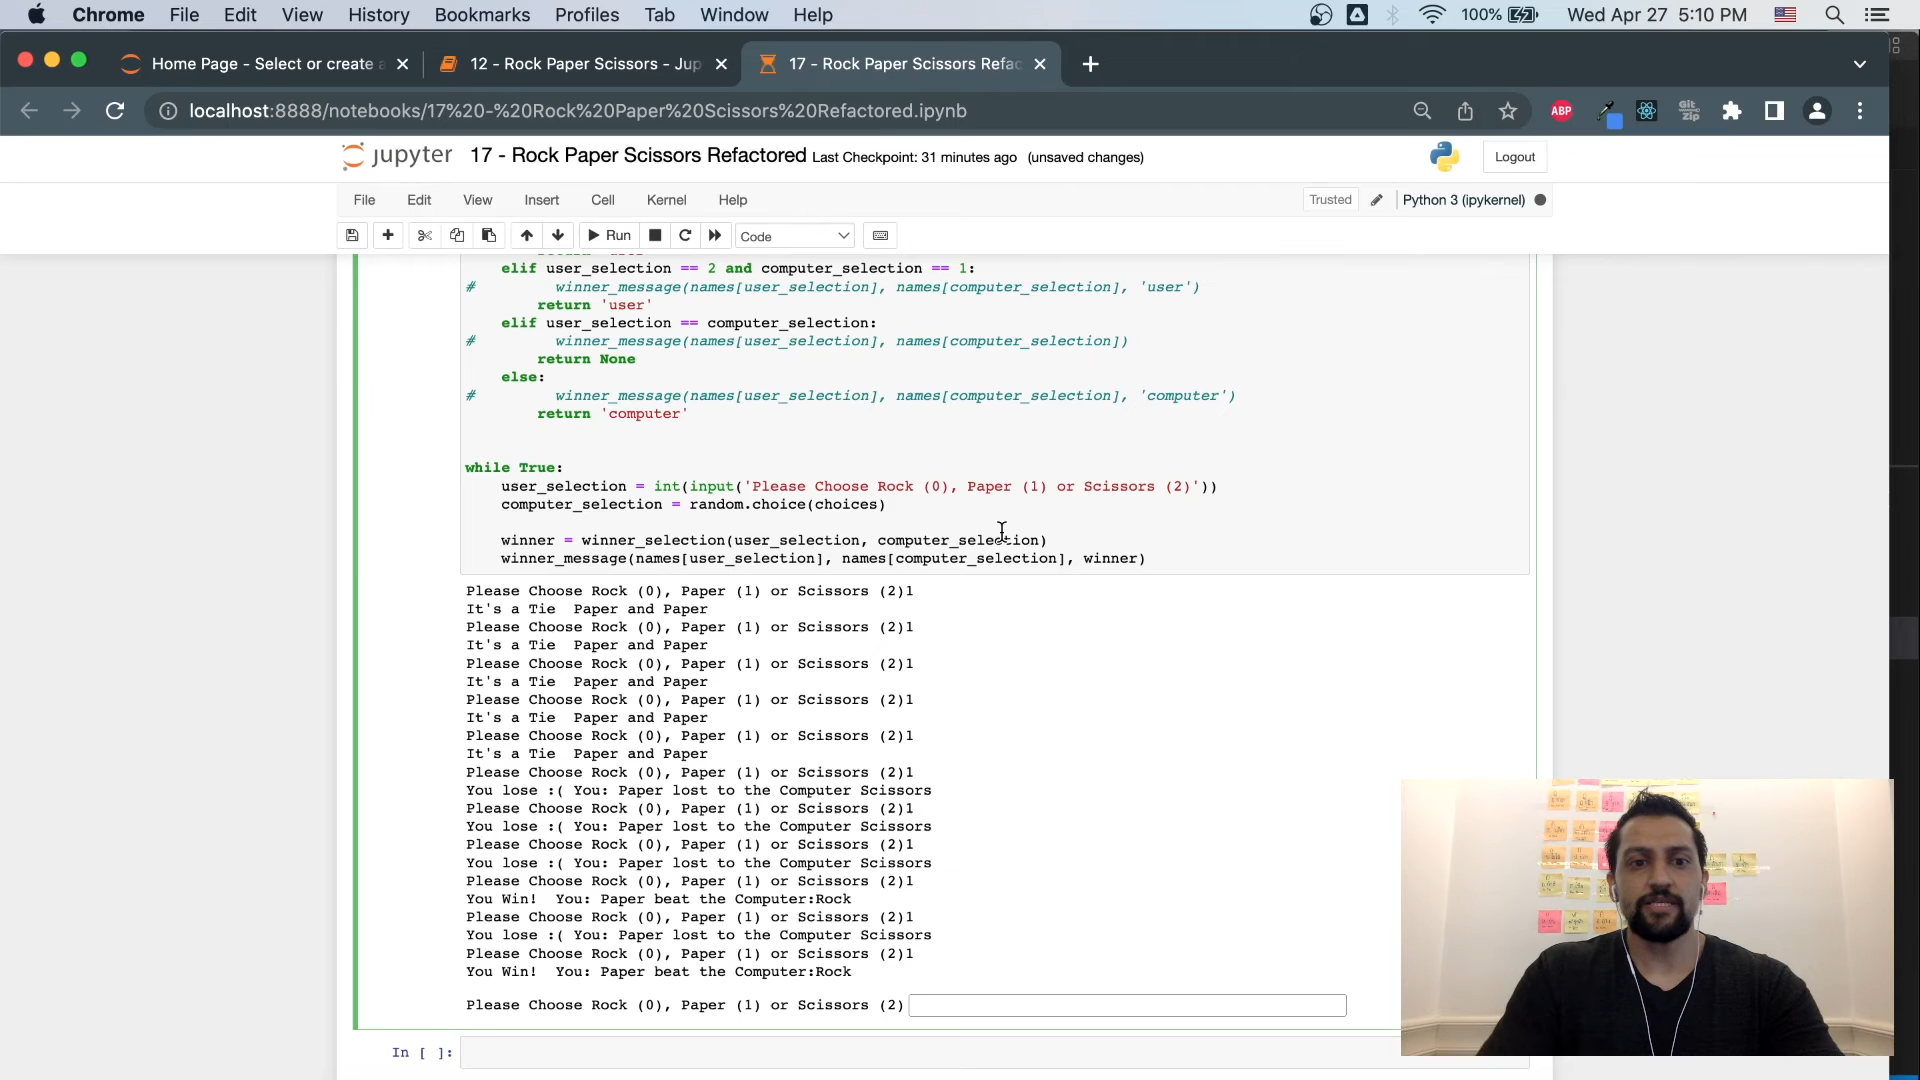 Chrome File Edit View History Bookmarks Profiles Tab Window Help 100% Wed Apr 27 5:10 PM
Home Page - Select or create a 12 - Rock Paper Scissors - Jup 17 - Rock Paper Scissors Refac
localhost:8888/notebooks/17%20-%20Rock%20Paper%20Scissors%20Refactored.ipynb ABP Git Zip
jupyter 17 - Rock Paper Scissors Refactored Last Checkpoint: 31 minutes ago (unsaved changes) Logout
File Edit View Insert Cell Kernel Help Trusted Python 3 (ipykernel)
Run Code
elif user_selection == 2 and computer_selection == 1:
# winner_message(names[user_selection], names[computer_selection], 'user')
return 'user'
elif user_selection == computer_selection:
# winner_message(names[user_selection], names[computer_selection])
return None
else:
# winner_message(names[user_selection], names[computer_selection], 'computer')
return 'computer'
while True:
user_selection = int(input('Please Choose Rock (0), Paper (1) or Scissors (2)'))
computer_selection = random.choice(choices)
winner = winner_selection(user_selection, computer_selection)
winner_message(names[user_selection], names[computer_selection], winner)
Please Choose Rock (0), Paper (1) or Scissors (2)1
It's a Tie  Paper and Paper
Please Choose Rock (0), Paper (1) or Scissors (2)1
It's a Tie  Paper and Paper
Please Choose Rock (0), Paper (1) or Scissors (2)1
It's a Tie  Paper and Paper
Please Choose Rock (0), Paper (1) or Scissors (2)1
It's a Tie  Paper and Paper
Please Choose Rock (0), Paper (1) or Scissors (2)1
It's a Tie  Paper and Paper
Please Choose Rock (0), Paper (1) or Scissors (2)1
You lose :( You: Paper lost to the Computer Scissors
Please Choose Rock (0), Paper (1) or Scissors (2)1
You lose :( You: Paper lost to the Computer Scissors
Please Choose Rock (0), Paper (1) or Scissors (2)1
You lose :( You: Paper lost to the Computer Scissors
Please Choose Rock (0), Paper (1) or Scissors (2)1
You Win!  You: Paper beat the Computer:Rock
Please Choose Rock (0), Paper (1) or Scissors (2)1
You lose :( You: Paper lost to the Computer Scissors
Please Choose Rock (0), Paper (1) or Scissors (2)1
You Win!  You: Paper beat the Computer:Rock
Please Choose Rock (0), Paper (1) or Scissors (2)
In [ ]: